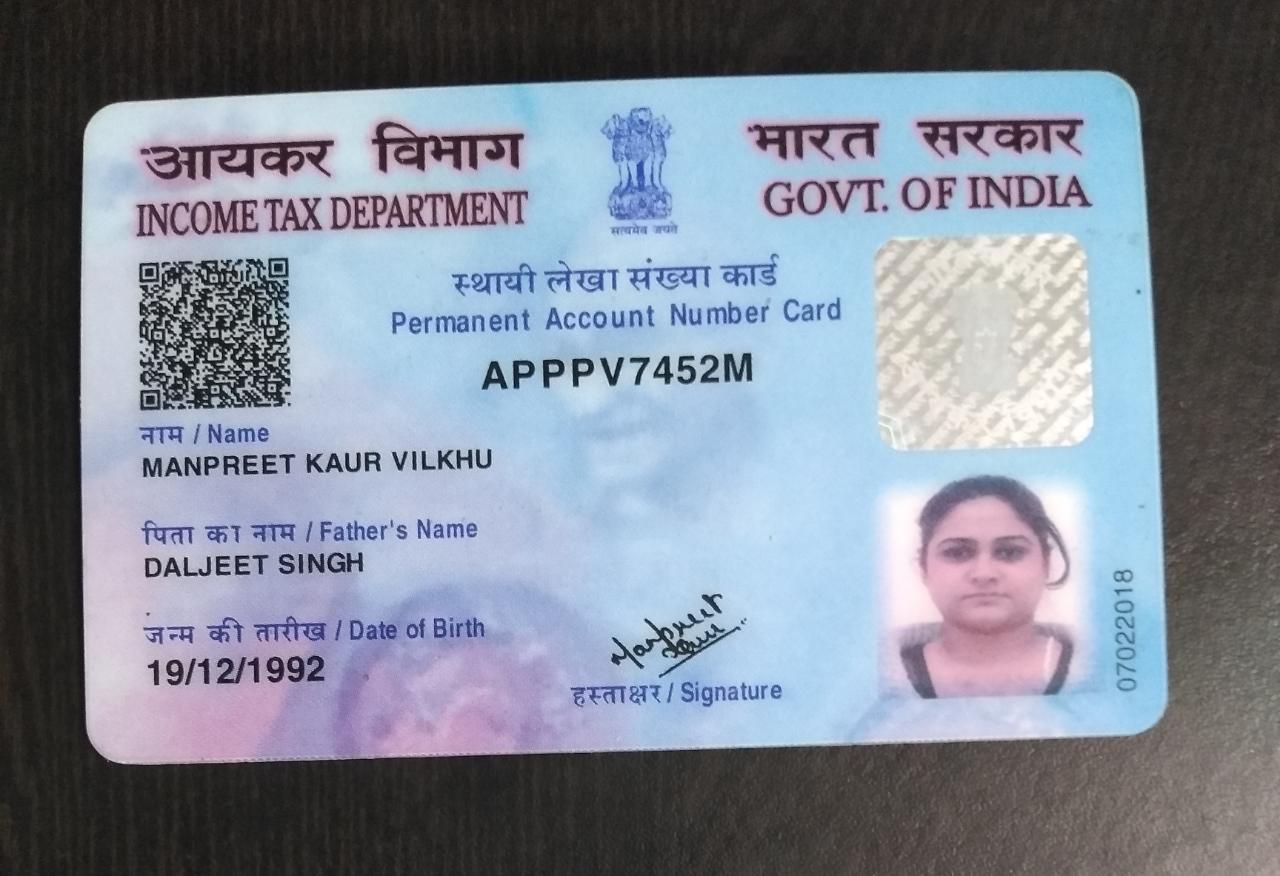 आयकर विभाग
INCOME TAX DEPARTMENT
सत्यमेव जयते
भारत सरकार
GOVT. OF INDIA
स्थायी लेखा संख्या कार्ड
Permanent Account Number Card
APPPV7452M
नाम / Name
MANPREET KAUR VILKHU
पिता का नाम / Father's Name
DALJEET SINGH
जन्म की तारीख / Date of Birth
19/12/1992
Manpreet
Kaur
हस्ताक्षर / Signature
07022018